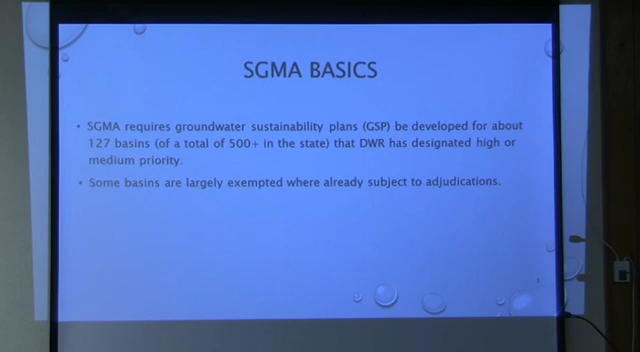 SGMA BASICS
• SGMA requires groundwater sustainability plans (GSP) be developed for about
127 basins (of a total of 500+ in the state) that DWR has designated high or
medium priority.
• Some basins are largely exempted where already subject to adjudications.